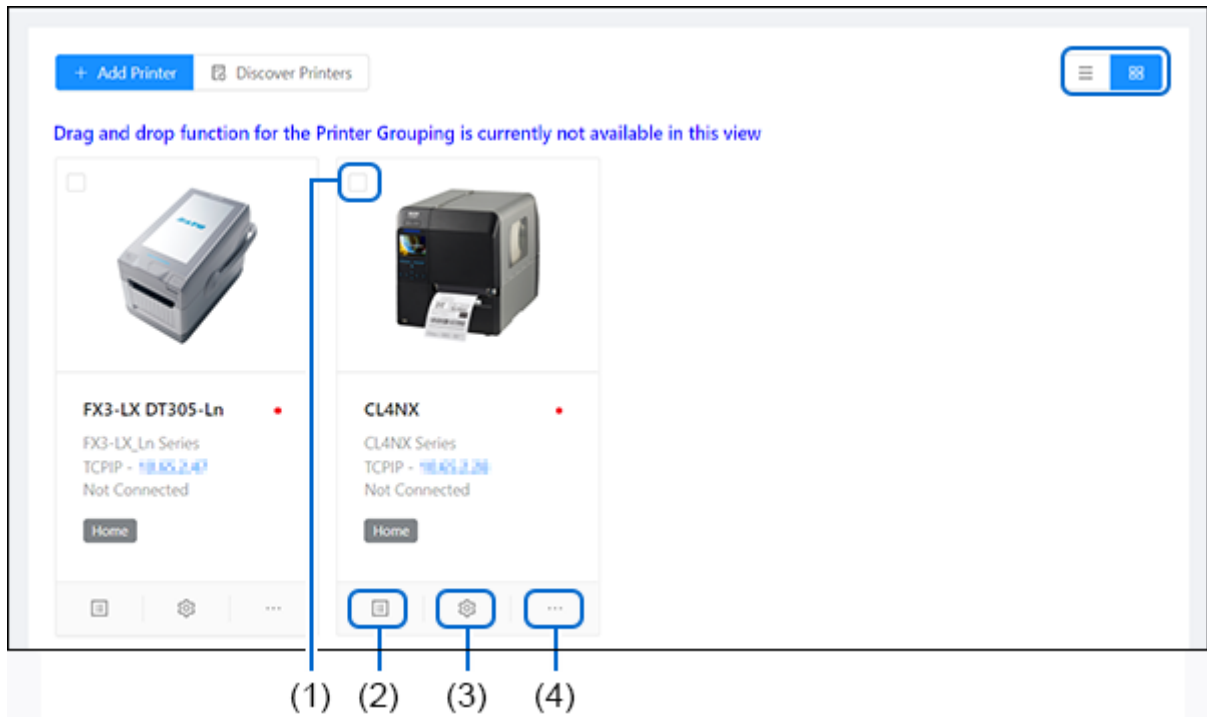 + Add Printer
Discover Printers
Drag and drop function for the Printer Grouping is currently not available in this view
FX3-LX DT305-Ln
FX3-LX_Ln Series
TCPIP -
Not Connected
Home
CL4NX
CL4NX Series
TCPIP -
Not Connected
Home
(1) (2) (3) (4)